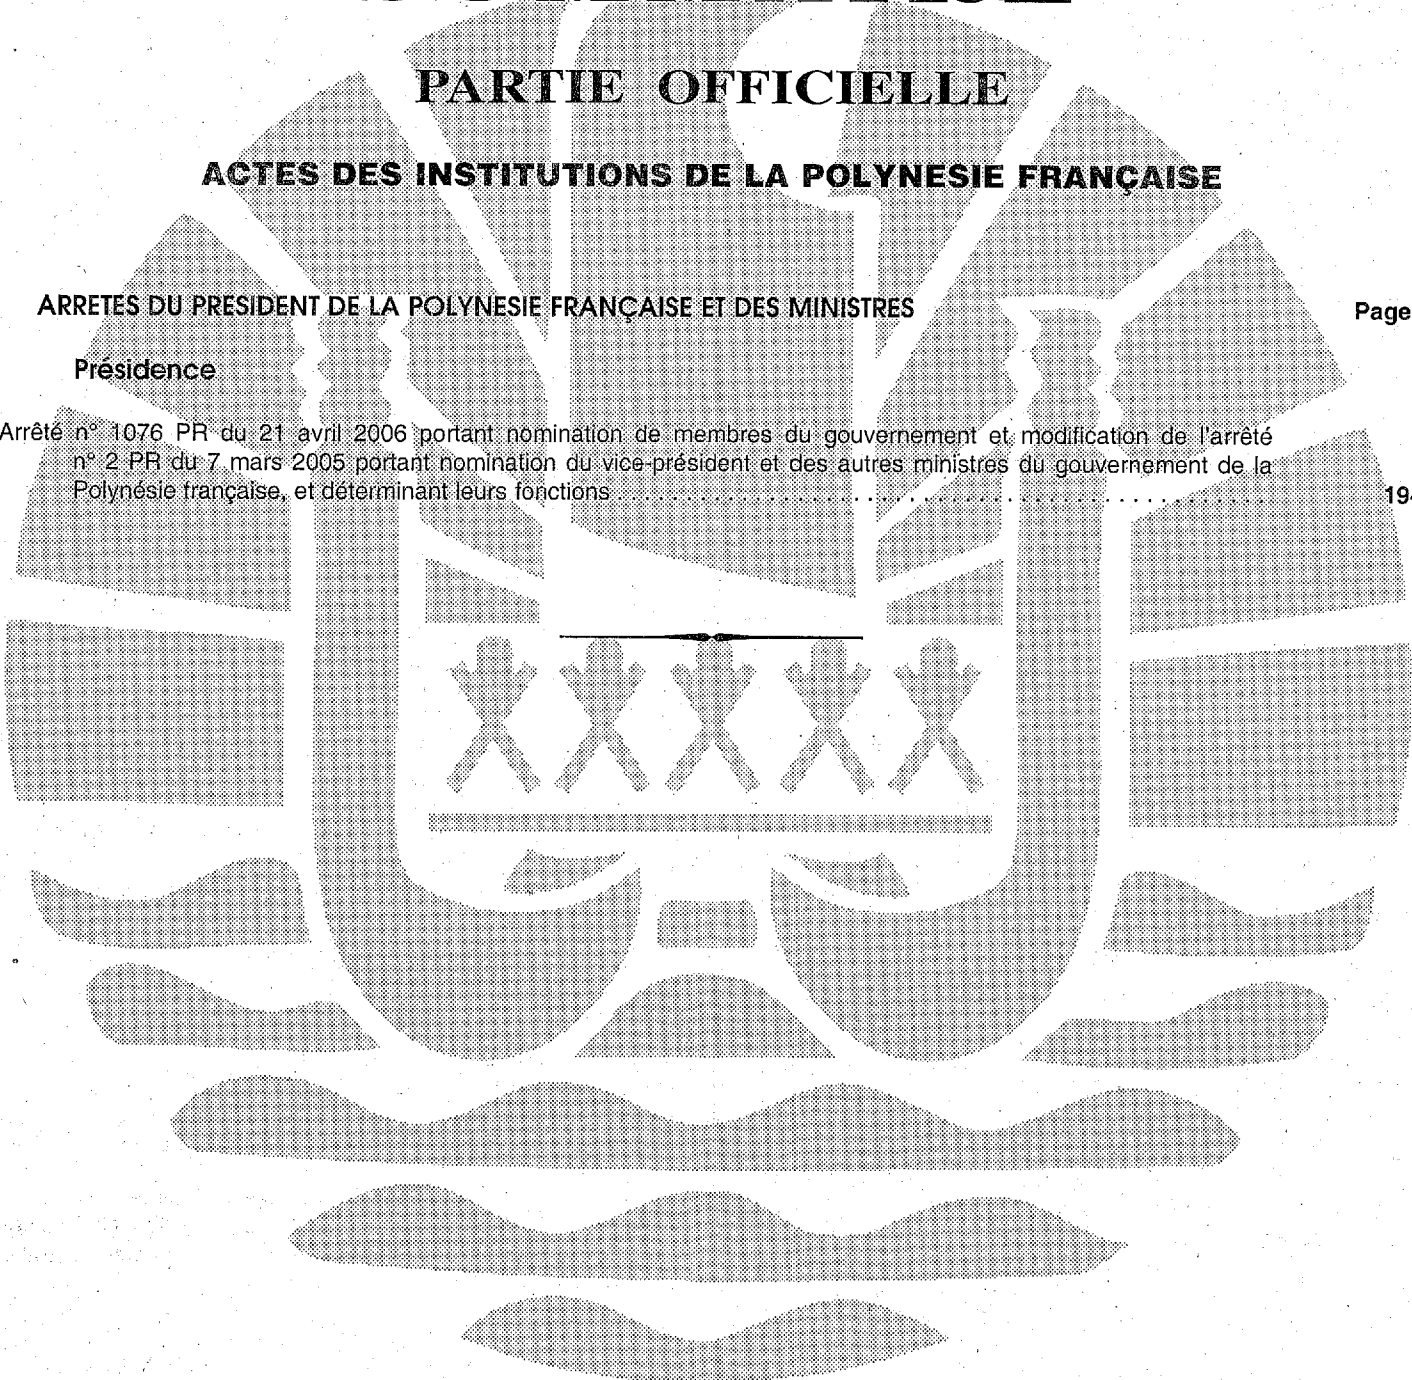 PARTIE OFFICIELLE
ACTES DES INSTITUTIONS DE LA POLYNESIE FRANÇAISE
ARRETES DU PRESIDENT DE LA POLYNESIE FRANÇAISE ET DES MINISTRES Page
Présidence
Arrêté n° 1076 PR du 21 avril 2006 portant nomination de membres du gouvernement et modification de l'arrêté
n° 2 PR du 7 mars 2005 portant nomination du vice-président et des autres ministres du gouvernement de la
Polynésie française, et déterminant leurs fonctions